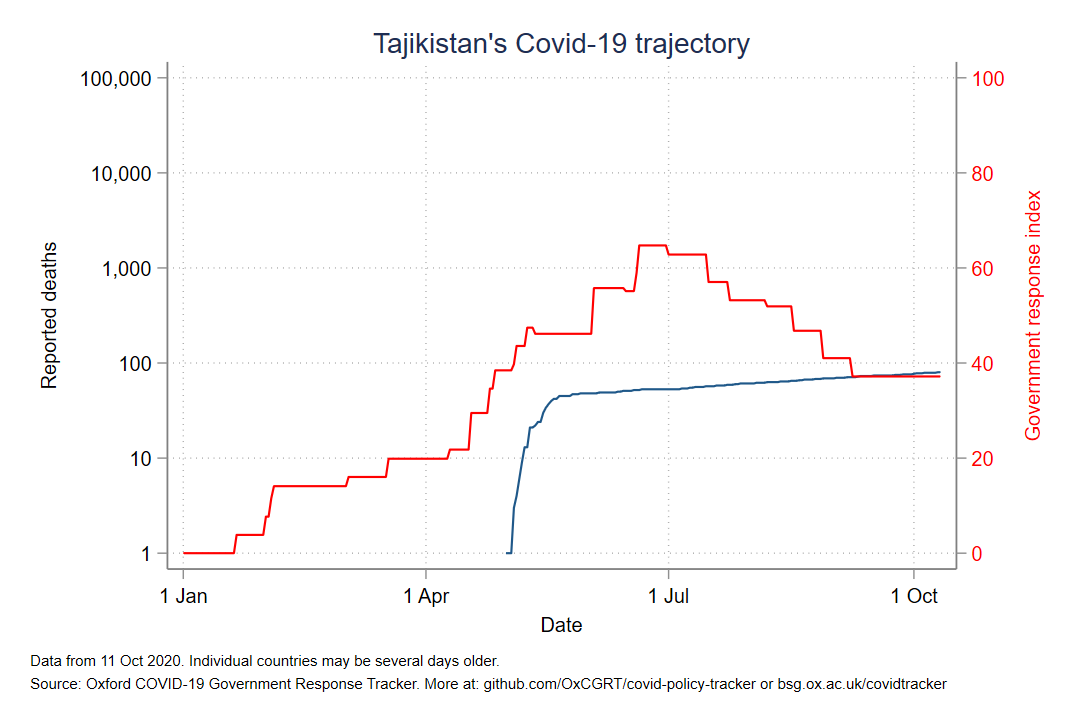 Tajikistan's Covid-19 trajectory
100,000
10,000
1,000
100
10
1
Reported deaths
100
80
60
40
20
0
Government response index
1 Jan
1 Apr
1 Jul
1 Oct
Date
Data from 11 Oct 2020. Individual countries may be several days older.
Source: Oxford COVID-19 Government Response Tracker. More at: github.com/OxCGRT/covid-policy-tracker or bsg.ox.ac.uk/covidtracker